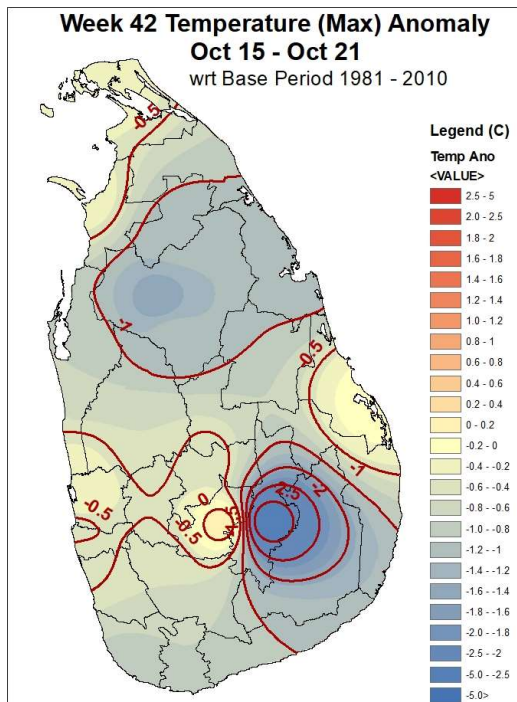 Week 42 Temperature (Max) Anomaly
Oct 15 - Oct 21
wrt Base Period 1981 - 2010
Legend (C)
Temp Ano
<VALUE>
2.5 - 5
2.0 - 2.5
1.8 - 2
1.6 - 1.8
1.4 - 1.6
1.2 - 1.4
1.0 - 1.2
0.8 - 1
0.6 - 0.8
0.4 - 0.6
0.2 - 0.4
0 - 0.2
-0.2 - 0
-0.4 - -0.2
-0.6 - -0.4
-0.8 - -0.6
-1.0 - -0.8
-1.2 - -1
-1.4 - -1.2
-1.6 - -1.4
-1.8 - -1.6
-2.0 - -1.8
-2.5 - -2
-5.0 - -2.5
-5.0>
-0.5
-1
-0.5
-1
-2
2.5
0
-0.5
-0.5